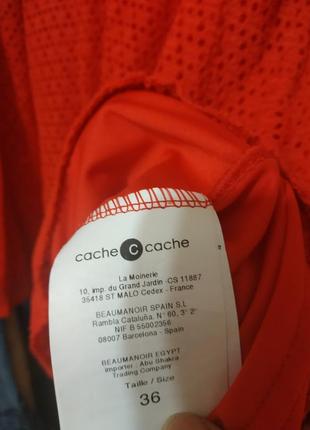 cache c cache
La Moinerie
10, imp. du Grand Jardin -CS 11887
35418 ST MALO Cedex - France
BEAUMANOIR SPAIN S.L
Rambla Cataluña. N° 60, 3° 2°
NIF B 55002356
08007 Barcelona - Spain
BEAUMANOIR EGYPT
Importer : Abu Shakra
Trading Company
Taille / Size
36